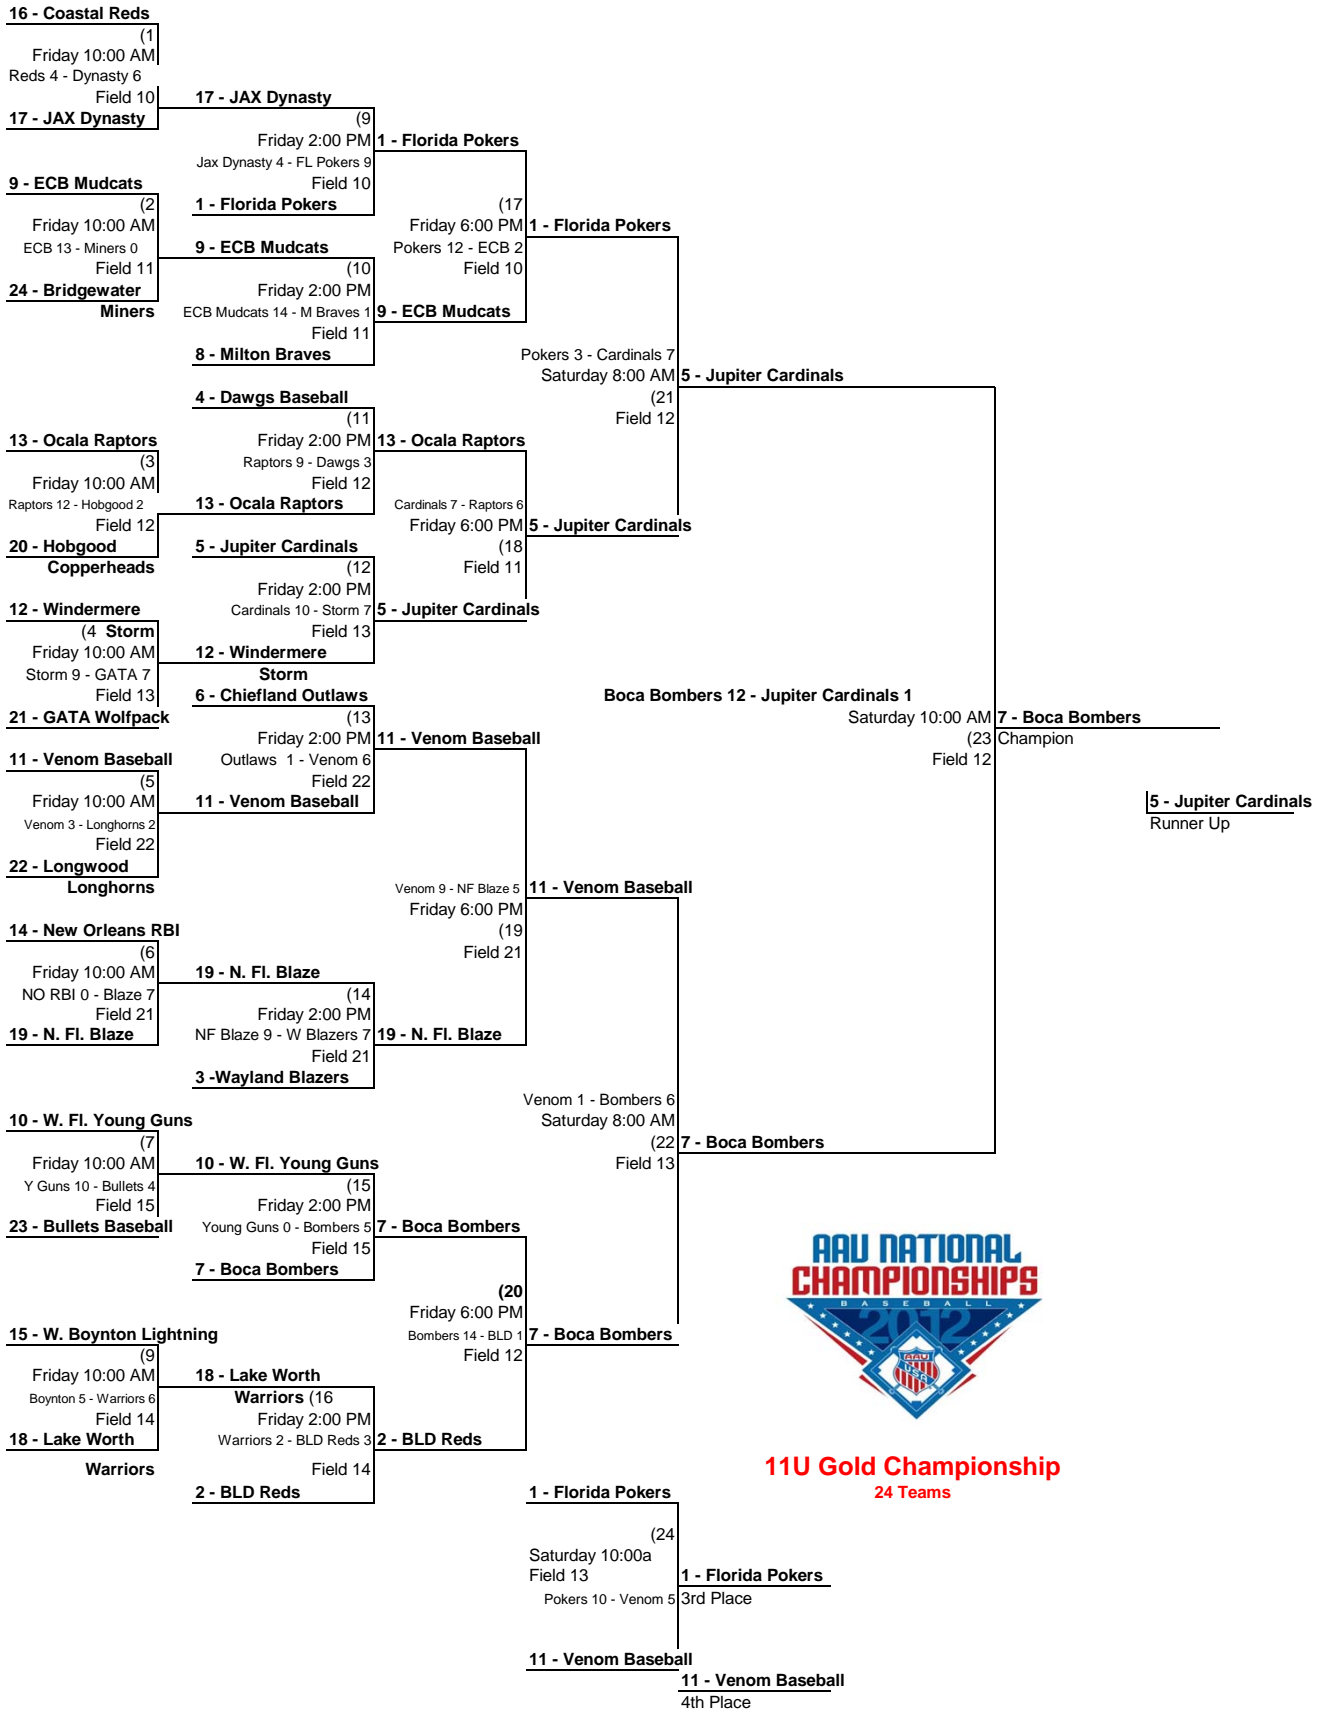 16 - Coastal Reds
(1
Friday 10:00 AM
Reds 4 - Dynasty 6
Field 10
17 - JAX Dynasty
9 - ECB Mudcats
(2
Friday 10:00 AM
ECB 13 - Miners 0
Field 11
24 - Bridgewater
Miners
13 - Ocala Raptors
(3
Friday 10:00 AM
Raptors 12 - Hobgood 2
Field 12
20 - Hobgood
Copperheads
12 - Windermere
(4 Storm
Friday 10:00 AM
Storm 9 - GATA 7
Field 13
21 - GATA Wolfpack
11 - Venom Baseball
(5
Friday 10:00 AM
Venom 3 - Longhorns 2
Field 22
22 - Longwood
Longhorns
14 - New Orleans RBI
(6
Friday 10:00 AM
NO RBI 0 - Blaze 7
Field 21
19 - N. Fl. Blaze
10 - W. Fl. Young Guns
(7
Friday 10:00 AM
Y Guns 10 - Bullets 4
Field 15
23 - Bullets Baseball
15 - W. Boynton Lightning
(9
Friday 10:00 AM
Boynton 5 - Warriors 6
Field 14
18 - Lake Worth
Warriors
17 - JAX Dynasty
(9
Friday 2:00 PM
Jax Dynasty 4 - FL Pokers 9
Field 10
1 - Florida Pokers
9 - ECB Mudcats
(10
Friday 2:00 PM
ECB Mudcats 14 - M Braves 1
Field 11
8 - Milton Braves
4 - Dawgs Baseball
(11
Friday 2:00 PM
Raptors 9 - Dawgs 3
Field 12
13 - Ocala Raptors
5 - Jupiter Cardinals
(12
Friday 2:00 PM
Cardinals 10 - Storm 7
Field 13
12 - Windermere
Storm
6 - Chiefland Outlaws
(13
Friday 2:00 PM
Outlaws 1 - Venom 6
Field 22
11 - Venom Baseball
19 - N. Fl. Blaze
(14
Friday 2:00 PM
NF Blaze 9 - W Blazers 7
Field 21
3 -Wayland Blazers
10 - W. Fl. Young Guns
(15
Friday 2:00 PM
Young Guns 0 - Bombers 5
Field 15
7 - Boca Bombers
18 - Lake Worth
Warriors (16
Friday 2:00 PM
Warriors 2 - BLD Reds 3
Field 14
2 - BLD Reds
1 - Florida Pokers
(17
Friday 6:00 PM
Pokers 12 - ECB 2
Field 10
9 - ECB Mudcats
13 - Ocala Raptors
Cardinals 7 - Raptors 6
Friday 6:00 PM
(18
Field 11
5 - Jupiter Cardinals
11 - Venom Baseball
Venom 9 - NF Blaze 5
Friday 6:00 PM
(19
Field 21
19 - N. Fl. Blaze
7 - Boca Bombers
(20
Friday 6:00 PM
Bombers 14 - BLD 1
Field 12
2 - BLD Reds
1 - Florida Pokers
Pokers 3 - Cardinals 7
Saturday 8:00 AM
(21
Field 12
5 - Jupiter Cardinals
11 - Venom Baseball
Venom 1 - Bombers 6
Saturday 8:00 AM
(22
Field 13
7 - Boca Bombers
5 - Jupiter Cardinals
Boca Bombers 12 - Jupiter Cardinals 1
Saturday 10:00 AM
(23
Field 12
7 - Boca Bombers
7 - Boca Bombers
Champion
5 - Jupiter Cardinals
Runner Up
AAU NATIONAL
CHAMPIONSHIPS
BASEBALL
2012
AAU
USA
11U Gold Championship
24 Teams
1 - Florida Pokers
(24
Saturday 10:00a
Field 13
Pokers 10 - Venom 5
11 - Venom Baseball
1 - Florida Pokers
3rd Place
11 - Venom Baseball
4th Place